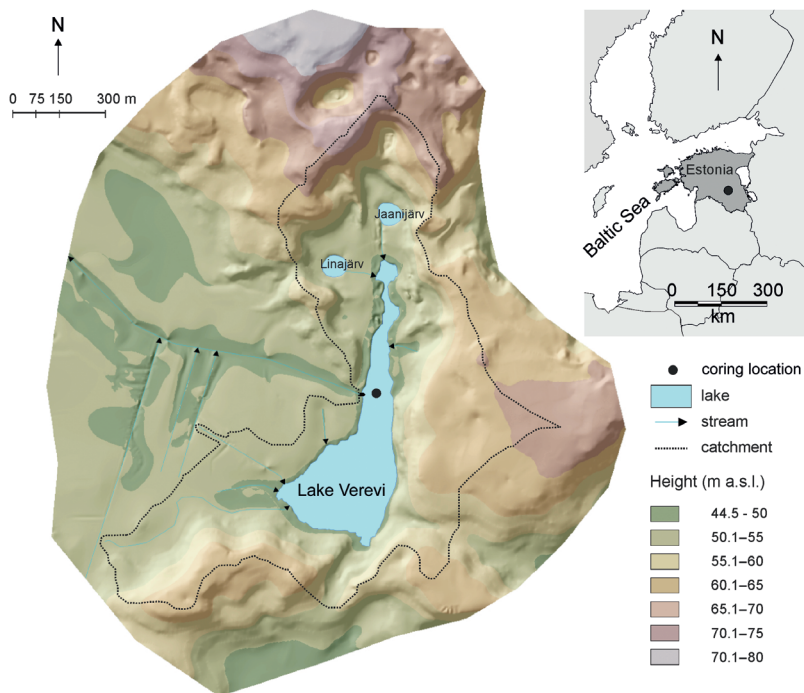 N
0 75 150 300 m
Jaanijärv
Linajärv
Lake Verevi
N
Estonia
Baltic Sea
0 150 300
km
coring location
lake
stream
catchment
Height (m a.s.l.)
44.5 - 50
50.1–55
55.1–60
60.1–65
65.1–70
70.1–75
70.1–80